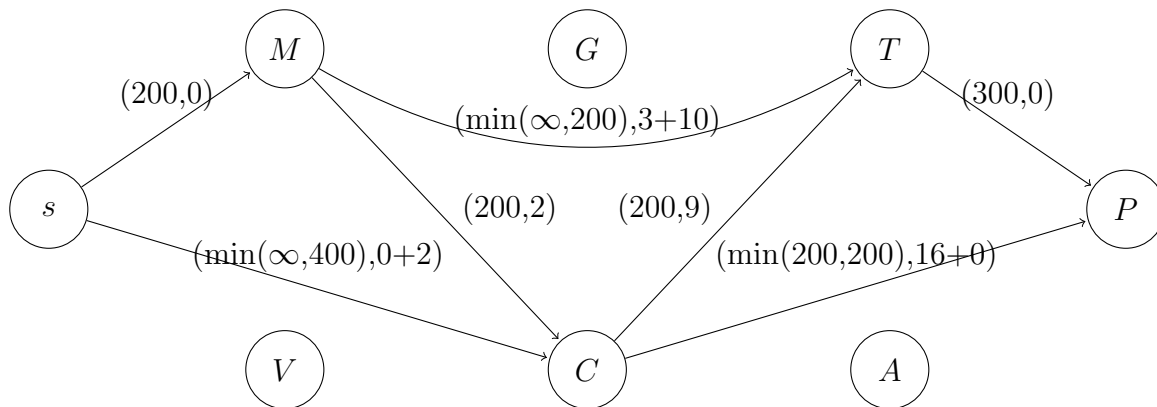 M
G
T
(200,0)
(300,0)
(min(∞,200),3+10)
s
(200,2)
(200,9)
P
(min(∞,400),0+2)
(min(200,200),16+0)
V
C
A